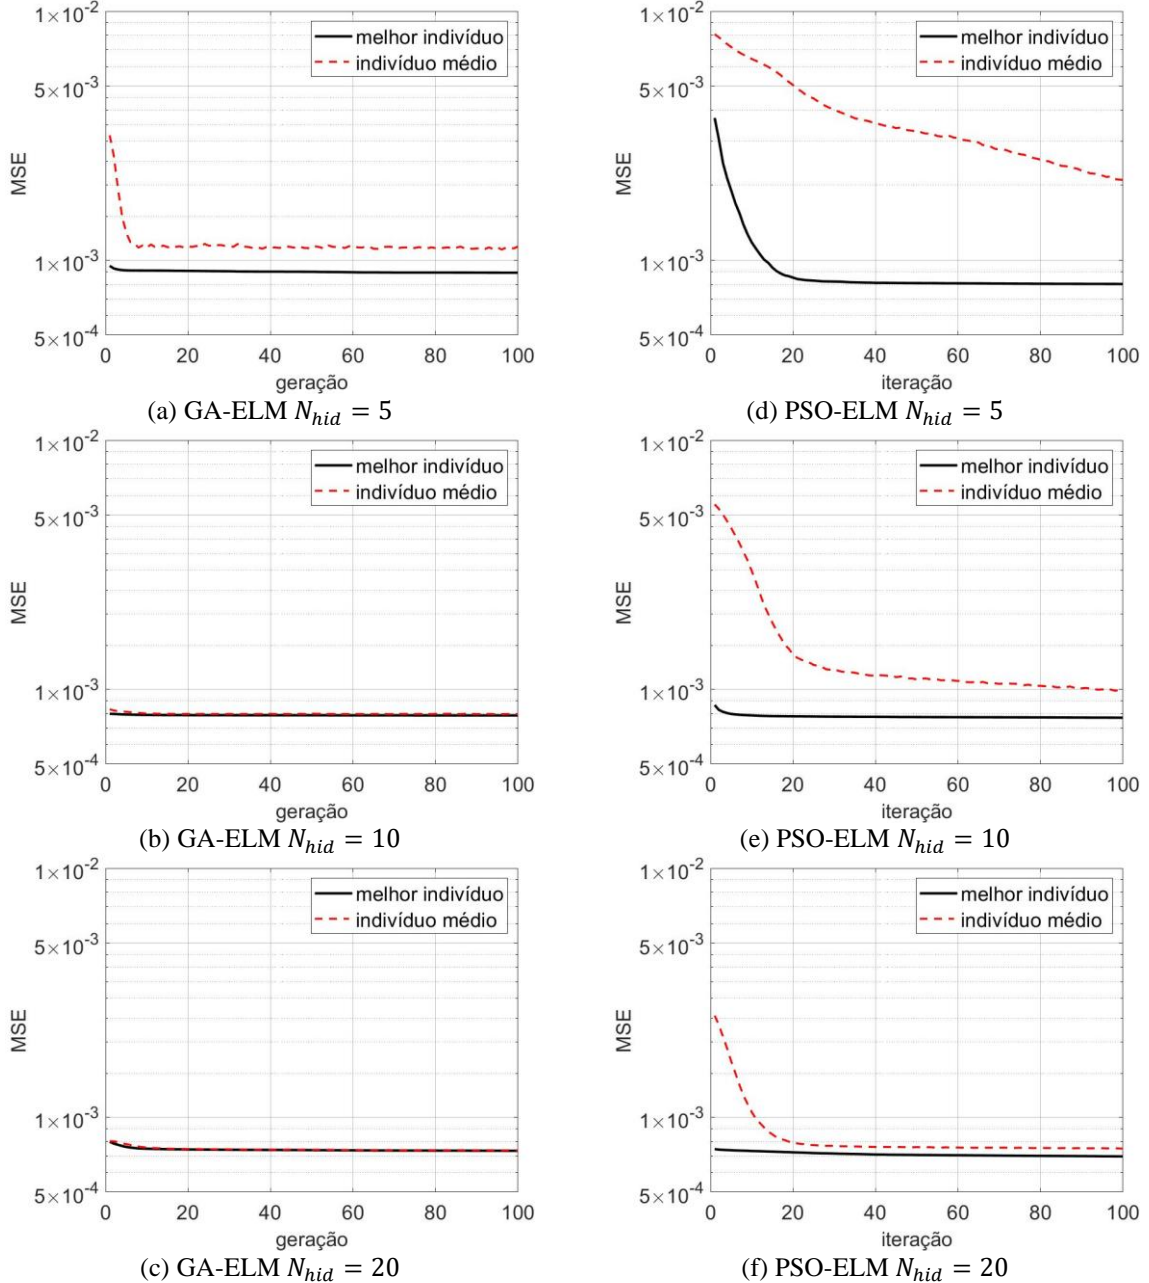 1×10⁻²
5×10⁻³
1×10⁻³
5×10⁻⁴
MSE
melhor indivíduo
indivíduo médio
0 20 40 60 80 100
geração
(a) GA-ELM N_hid = 5
1×10⁻²
5×10⁻³
1×10⁻³
5×10⁻⁴
MSE
melhor indivíduo
indivíduo médio
0 20 40 60 80 100
iteração
(d) PSO-ELM N_hid = 5
1×10⁻²
5×10⁻³
1×10⁻³
5×10⁻⁴
MSE
melhor indivíduo
indivíduo médio
0 20 40 60 80 100
geração
(b) GA-ELM N_hid = 10
1×10⁻²
5×10⁻³
1×10⁻³
5×10⁻⁴
MSE
melhor indivíduo
indivíduo médio
0 20 40 60 80 100
iteração
(e) PSO-ELM N_hid = 10
1×10⁻²
5×10⁻³
1×10⁻³
5×10⁻⁴
MSE
melhor indivíduo
indivíduo médio
0 20 40 60 80 100
geração
(c) GA-ELM N_hid = 20
1×10⁻²
5×10⁻³
1×10⁻³
5×10⁻⁴
MSE
melhor indivíduo
indivíduo médio
0 20 40 60 80 100
iteração
(f) PSO-ELM N_hid = 20